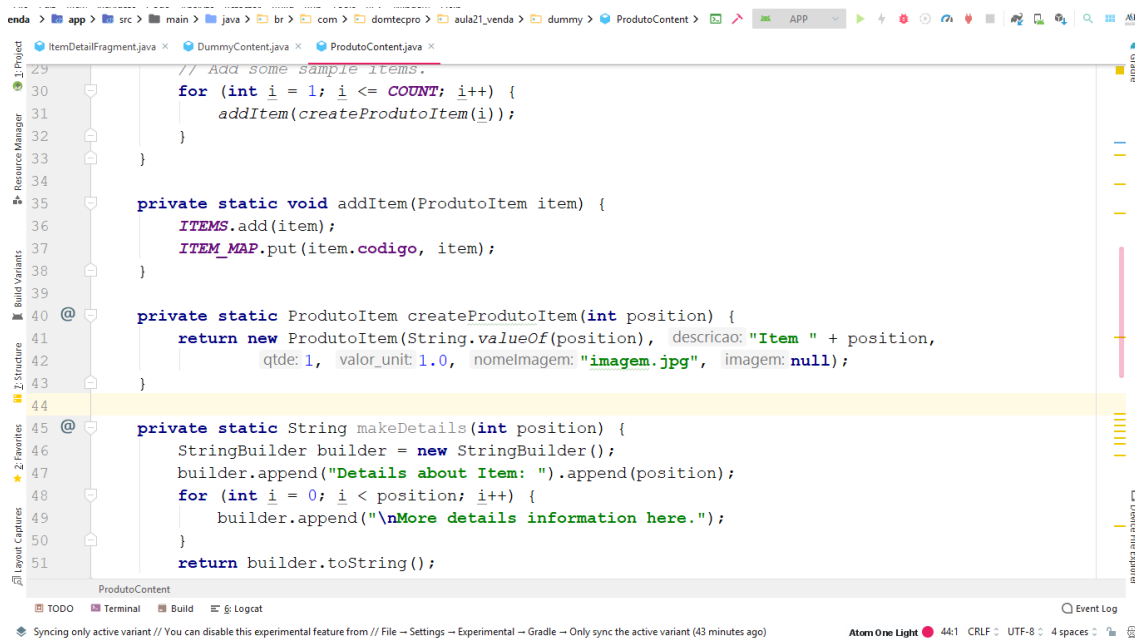 enda > app > src > main > java > br > com > domtecpro > aula21_venda > dummy > ProdutoContent > APP
ItemDetailFragment.java × DummyContent.java × ProdutoContent.java ×
1: Project
Resource Manager
Build Variants
7: Structure
2: Favorites
Layout Captures
29 // Add some sample items.
30 for (int i = 1; i <= COUNT; i++) {
31 addItem(createProdutoItem(i));
32 }
33 }
34
35 private static void addItem(ProdutoItem item) {
36 ITEMS.add(item);
37 ITEM_MAP.put(item.codigo, item);
38 }
39
40 @ private static ProdutoItem createProdutoItem(int position) {
41 return new ProdutoItem(String.valueOf(position), descricao: "Item " + position,
42 qtde: 1, valor_unit: 1.0, nomeImagem: "imagem.jpg", imagem: null);
43 }
44
45 @ private static String makeDetails(int position) {
46 StringBuilder builder = new StringBuilder();
47 builder.append("Details about Item: ").append(position);
48 for (int i = 0; i < position; i++) {
49 builder.append("\nMore details information here.");
50 }
51 return builder.toString();
Gradle
Device File Explorer
ProdutoContent
TODO Terminal Build 6: Logcat Event Log
Syncing only active variant // You can disable this experimental feature from // File → Settings → Experimental → Gradle → Only sync the active variant (43 minutes ago) Atom One Light 44:1 CRLF UTF-8 4 spaces